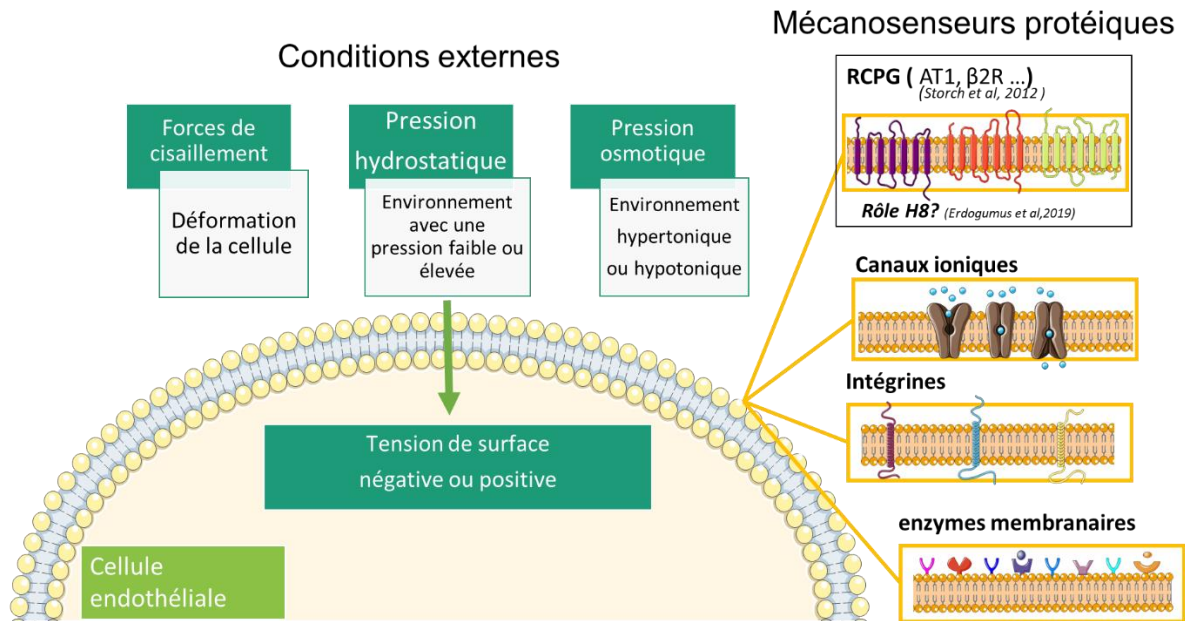 Conditions externes
Forces de
cisaillement
Déformation
de la cellule
Pression
hydrostatique
Environnement
avec une
pression faible ou
élevée
Pression
osmotique
Environnement
hypertonique
ou hypotonique
Tension de surface
négative ou positive
Cellule
endothéliale
Mécanosenseurs protéiques
RCPG ( AT1, β2R ...)
(Storch et al, 2012 )
Rôle H8? (Erdogumus et al,2019)
Canaux ioniques
Intégrines
enzymes membranaires